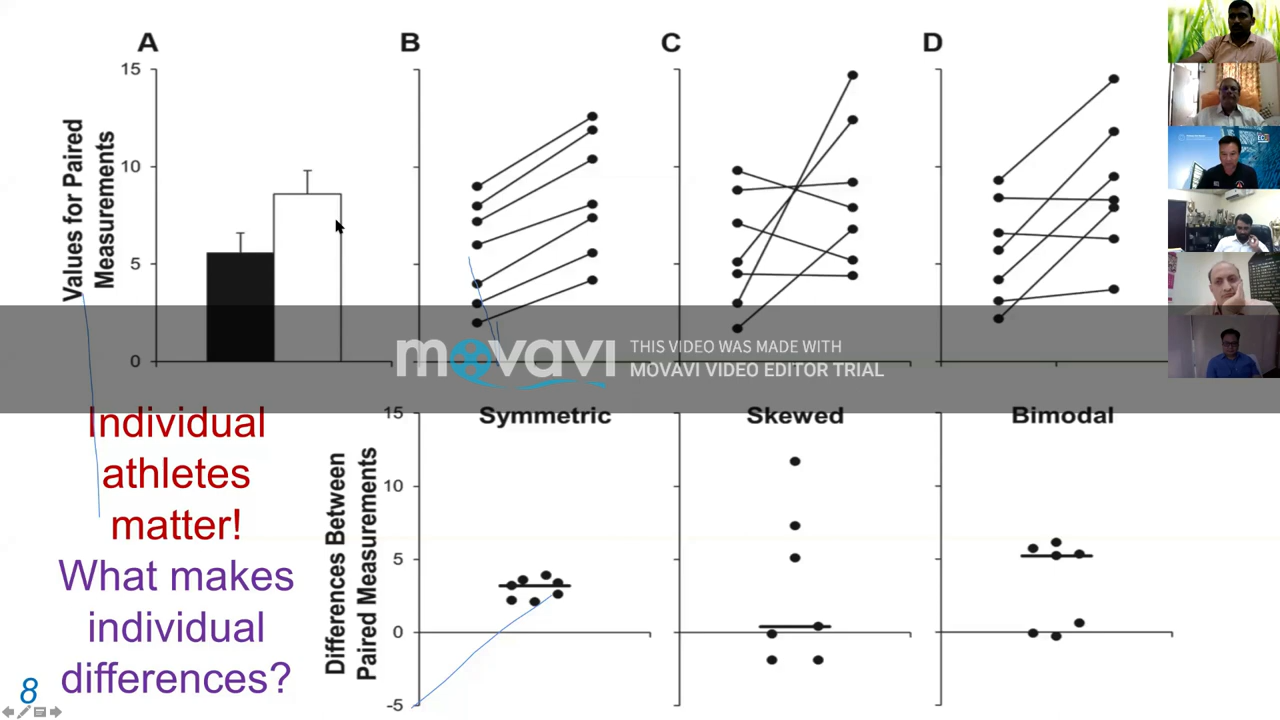 A
B
C
D
Values for Paired
Measurements
15
10
5
0
movavi
THIS VIDEO WAS MADE WITH
MOVAVI VIDEO EDITOR TRIAL
Individual
athletes
matter!
What makes
individual
differences?
Differences Between
Paired Measurements
15
10
5
0
-5
Symmetric
Skewed
Bimodal
8